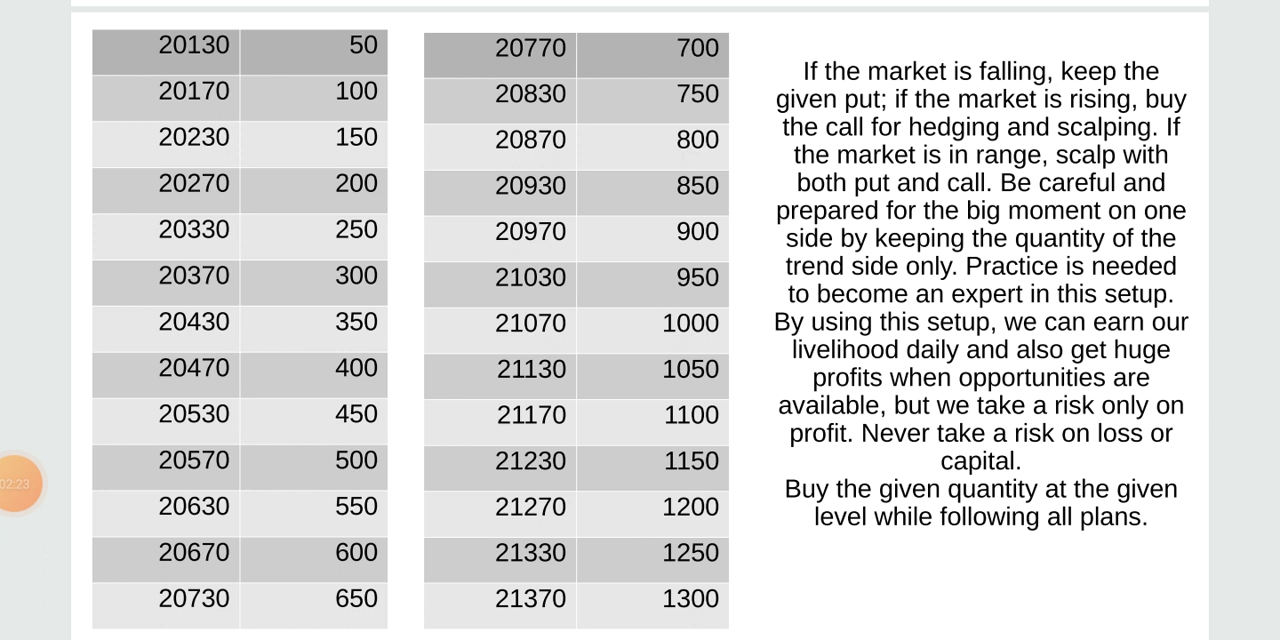 20130 50
20170 100
20230 150
20270 200
20330 250
20370 300
20430 350
20470 400
20530 450
20570 500
20630 550
20670 600
20730 650
20770 700
20830 750
20870 800
20930 850
20970 900
21030 950
21070 1000
21130 1050
21170 1100
21230 1150
21270 1200
21330 1250
21370 1300
If the market is falling, keep the
given put; if the market is rising, buy
the call for hedging and scalping. If
the market is in range, scalp with
both put and call. Be careful and
prepared for the big moment on one
side by keeping the quantity of the
trend side only. Practice is needed
to become an expert in this setup.
By using this setup, we can earn our
livelihood daily and also get huge
profits when opportunities are
available, but we take a risk only on
profit. Never take a risk on loss or
capital.
Buy the given quantity at the given
level while following all plans.
02:23